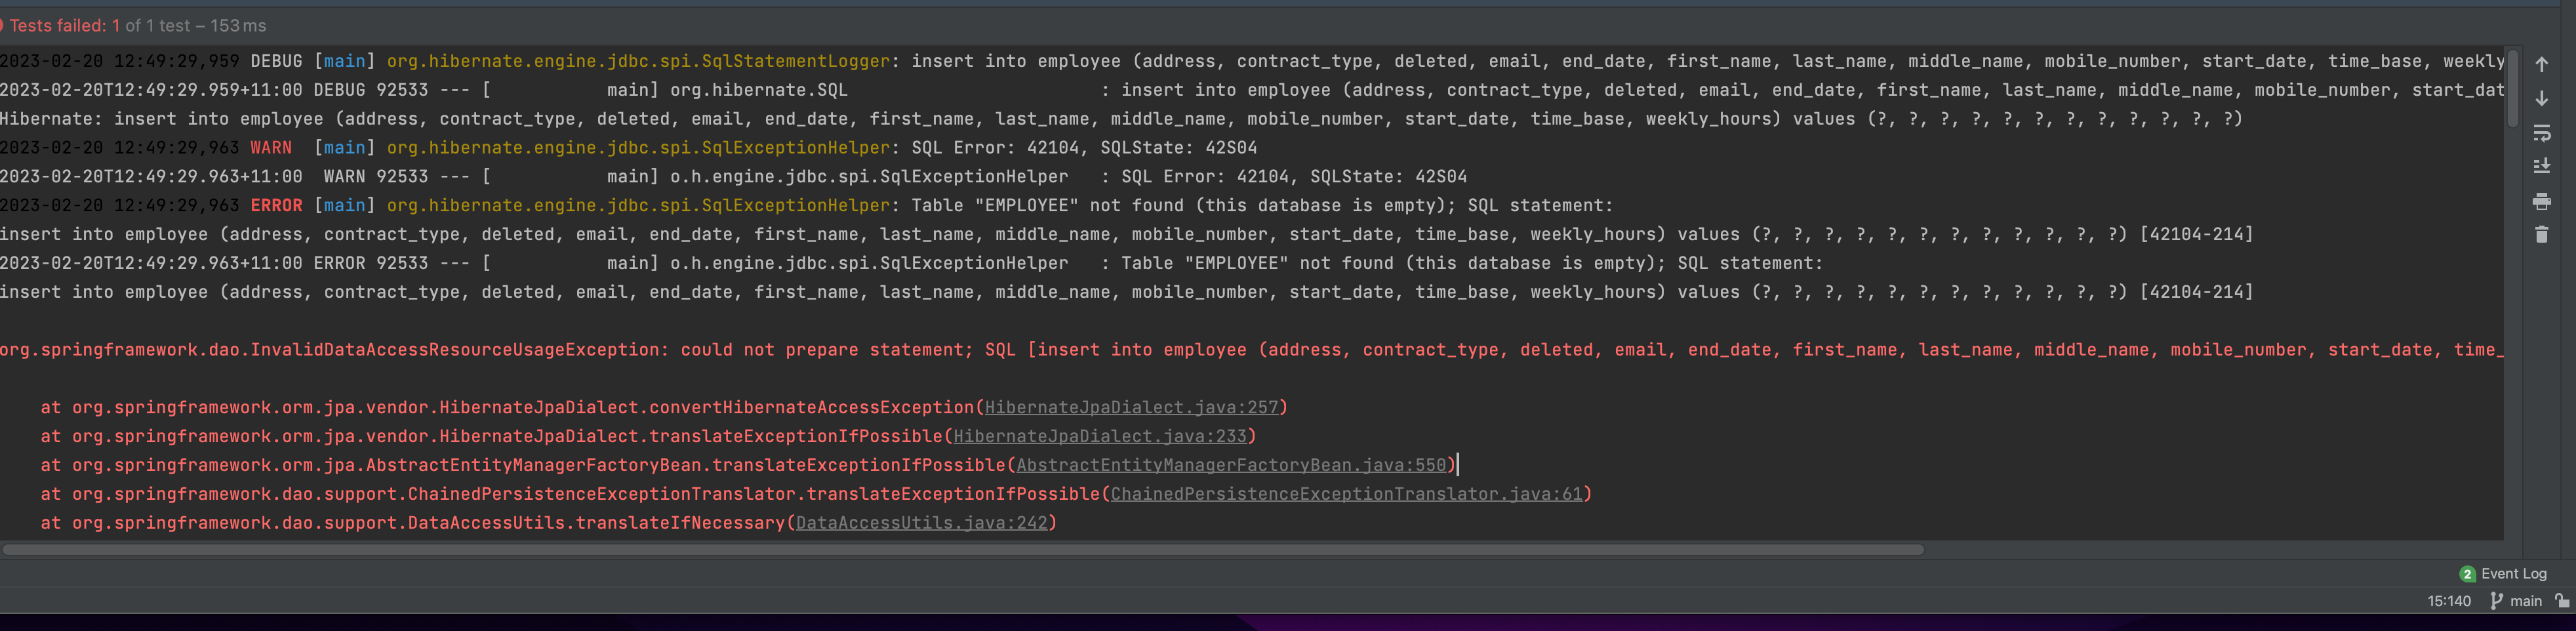 Tests failed: 1 of 1 test – 153 ms
2023-02-20 12:49:29,959 DEBUG [main] org.hibernate.engine.jdbc.spi.SqlStatementLogger: insert into employee (address, contract_type, deleted, email, end_date, first_name, last_name, middle_name, mobile_number, start_date, time_base, weekly
2023-02-20T12:49:29.959+11:00 DEBUG 92533 --- [           main] org.hibernate.SQL                        : insert into employee (address, contract_type, deleted, email, end_date, first_name, last_name, middle_name, mobile_number, start_dat
Hibernate: insert into employee (address, contract_type, deleted, email, end_date, first_name, last_name, middle_name, mobile_number, start_date, time_base, weekly_hours) values (?, ?, ?, ?, ?, ?, ?, ?, ?, ?, ?, ?)
2023-02-20 12:49:29,963 WARN  [main] org.hibernate.engine.jdbc.spi.SqlExceptionHelper: SQL Error: 42104, SQLState: 42S04
2023-02-20T12:49:29.963+11:00  WARN 92533 --- [           main] o.h.engine.jdbc.spi.SqlExceptionHelper   : SQL Error: 42104, SQLState: 42S04
2023-02-20 12:49:29,963 ERROR [main] org.hibernate.engine.jdbc.spi.SqlExceptionHelper: Table "EMPLOYEE" not found (this database is empty); SQL statement:
insert into employee (address, contract_type, deleted, email, end_date, first_name, last_name, middle_name, mobile_number, start_date, time_base, weekly_hours) values (?, ?, ?, ?, ?, ?, ?, ?, ?, ?, ?, ?) [42104-214]
2023-02-20T12:49:29.963+11:00 ERROR 92533 --- [           main] o.h.engine.jdbc.spi.SqlExceptionHelper   : Table "EMPLOYEE" not found (this database is empty); SQL statement:
insert into employee (address, contract_type, deleted, email, end_date, first_name, last_name, middle_name, mobile_number, start_date, time_base, weekly_hours) values (?, ?, ?, ?, ?, ?, ?, ?, ?, ?, ?, ?) [42104-214]
org.springframework.dao.InvalidDataAccessResourceUsageException: could not prepare statement; SQL [insert into employee (address, contract_type, deleted, email, end_date, first_name, last_name, middle_name, mobile_number, start_date, time_
at org.springframework.orm.jpa.vendor.HibernateJpaDialect.convertHibernateAccessException(HibernateJpaDialect.java:257)
at org.springframework.orm.jpa.vendor.HibernateJpaDialect.translateExceptionIfPossible(HibernateJpaDialect.java:233)
at org.springframework.orm.jpa.AbstractEntityManagerFactoryBean.translateExceptionIfPossible(AbstractEntityManagerFactoryBean.java:550)
at org.springframework.dao.support.ChainedPersistenceExceptionTranslator.translateExceptionIfPossible(ChainedPersistenceExceptionTranslator.java:61)
at org.springframework.dao.support.DataAccessUtils.translateIfNecessary(DataAccessUtils.java:242)
2 Event Log
15:140 main